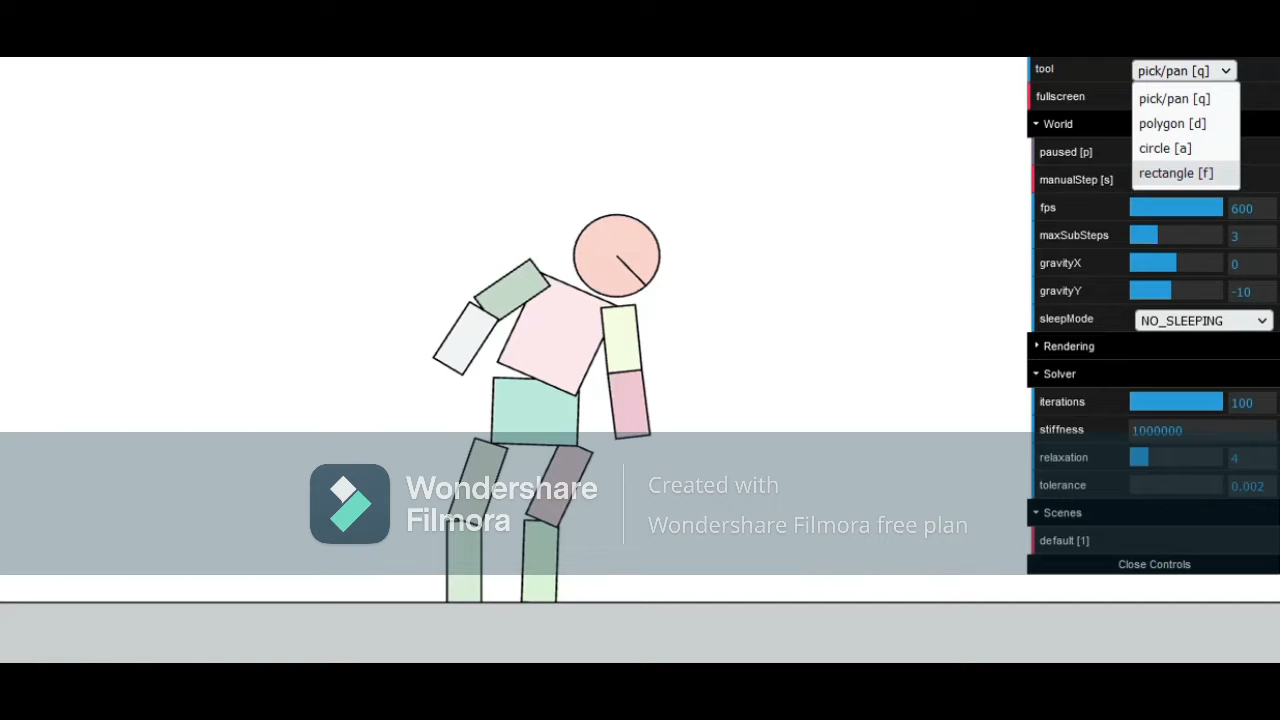 tool pick/pan [q]
pick/pan [q]
polygon [d]
circle [a]
rectangle [f]
fullscreen
World
paused [p]
manualStep [s]
fps 600
maxSubSteps 3
gravityX 0
gravityY -10
sleepMode NO_SLEEPING
Rendering
Solver
iterations 100
stiffness 1000000
relaxation 4
tolerance 0.002
Scenes
default [1]
Close Controls
Wondershare
Filmora
Created with
Wondershare Filmora free plan